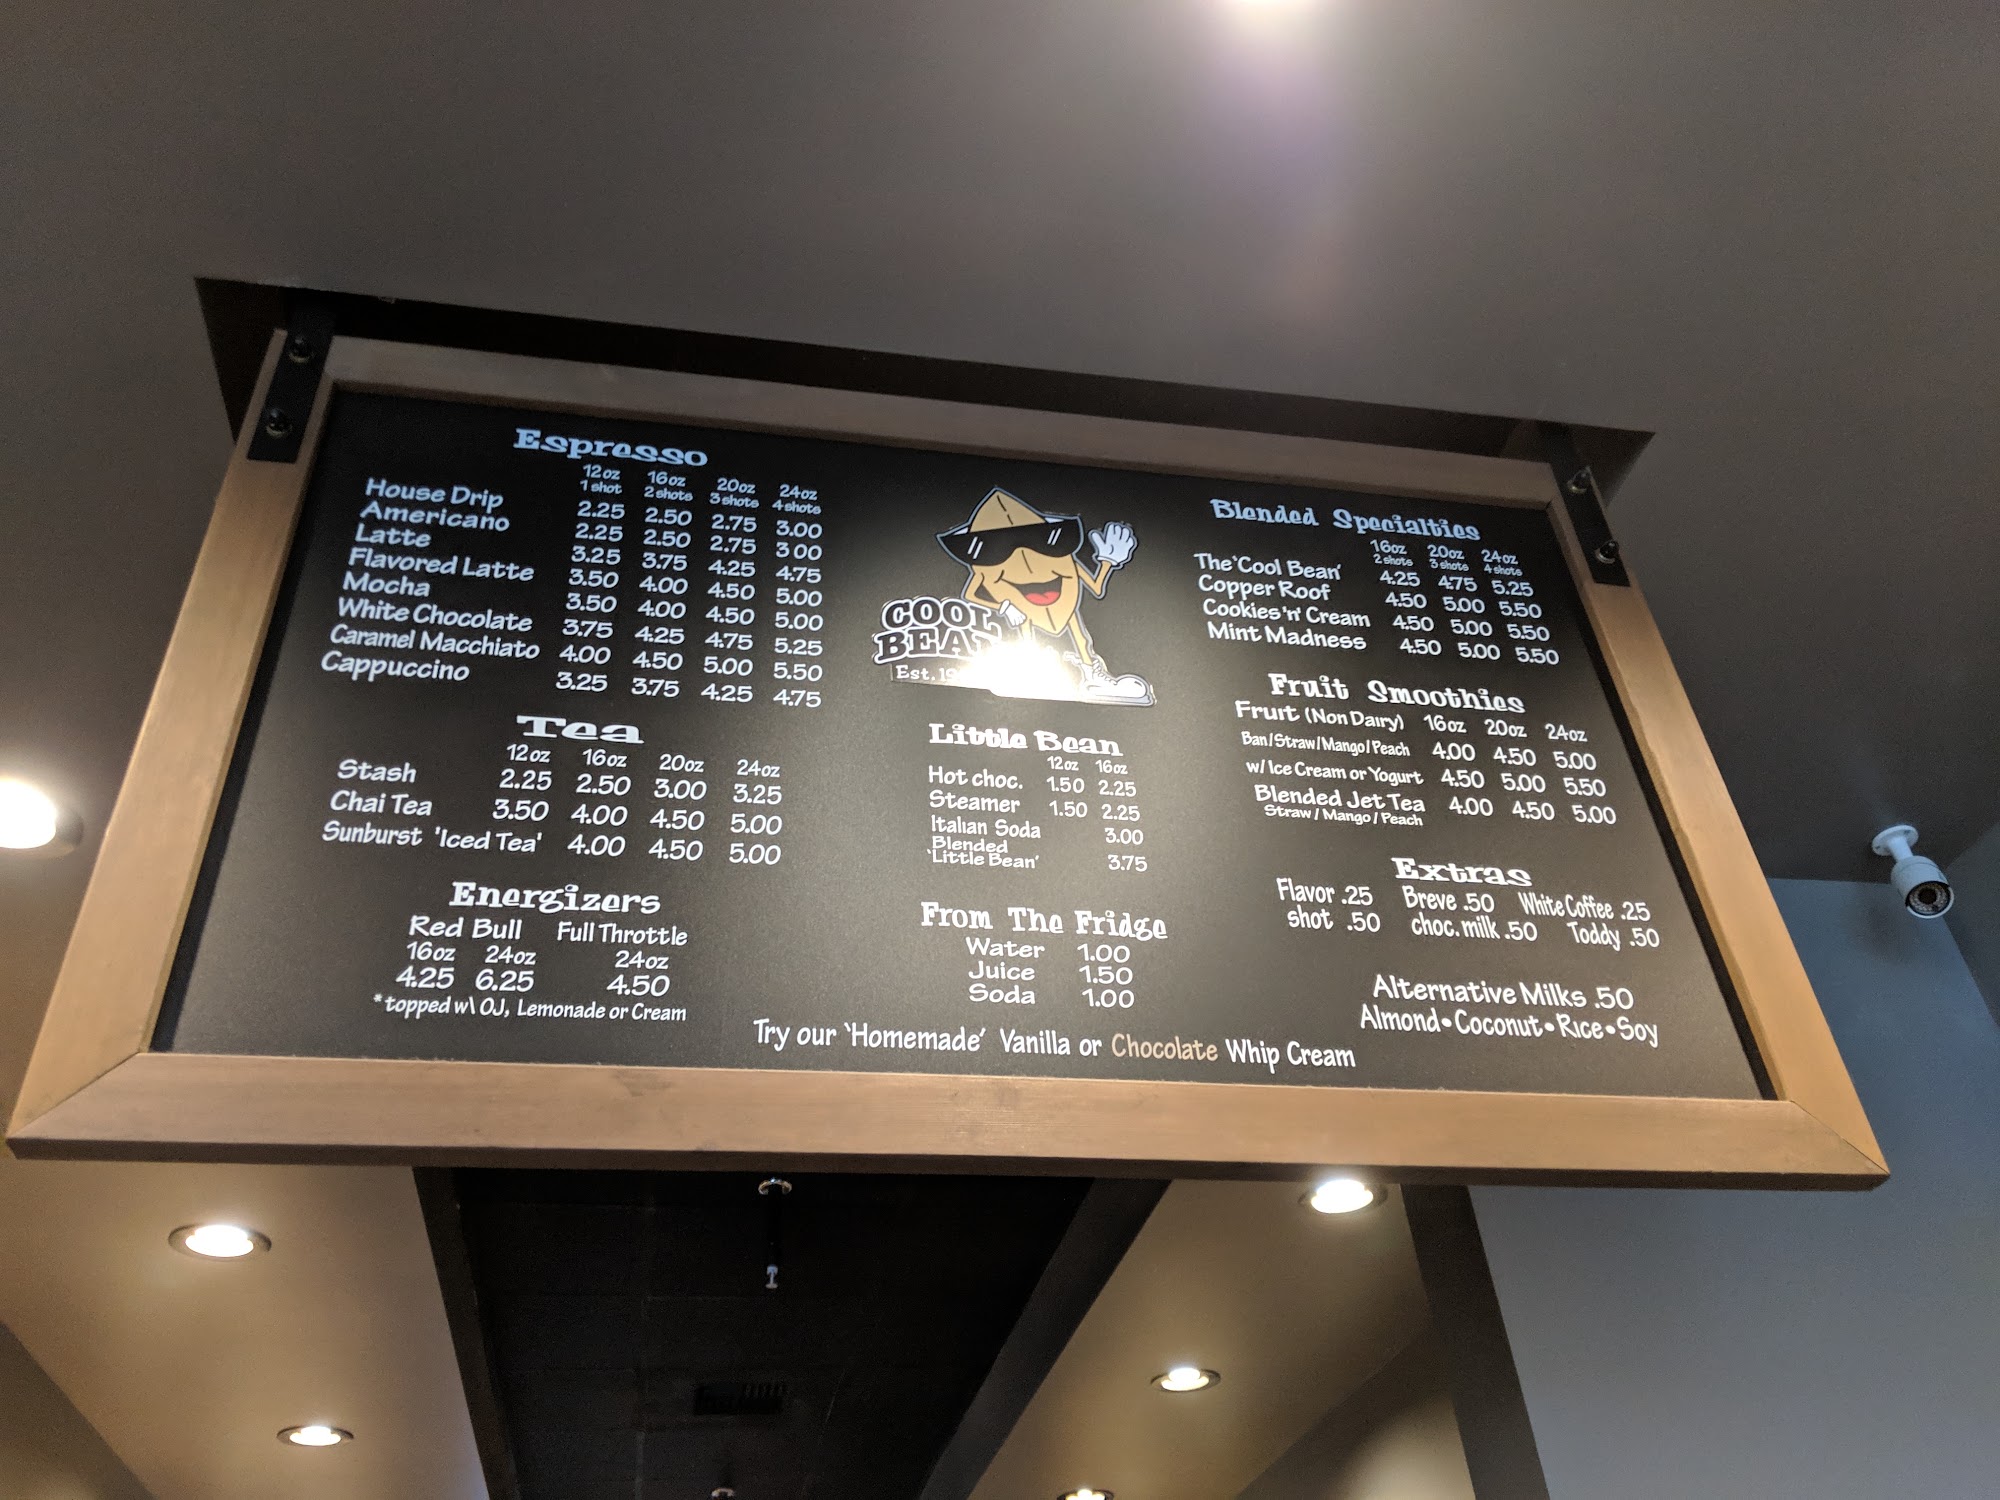 Espresso
12oz 16oz 20oz 24oz
1 shot 2 shots 3 shots 4 shots
House Drip 2.25 2.50 2.75 3.00
Americano 2.25 2.50 2.75 3 00
Latte 3.25 3.75 4.25 4.75
Flavored Latte 3.50 4.00 4.50 5.00
Mocha 3.50 4.00 4.50 5.00
White Chocolate 3.75 4.25 4.75 5.25
Caramel Macchiato 4.00 4.50 5.00 5.50
Cappuccino 3.25 3.75 4.25 4.75
Tea
12oz 16oz 20oz 24oz
Stash 2.25 2.50 3.00 3.25
Chai Tea 3.50 4.00 4.50 5.00
Sunburst 'Iced Tea' 4.00 4.50 5.00
Energizers
Red Bull Full Throttle
16oz 24oz 24oz
4.25 6.25 4.50
*topped w\ OJ, Lemonade or Cream
COOL
Est.
Little Bean
12oz 16oz
Hot choc. 1.50 2.25
Steamer 1.50 2.25
Italian Soda 3.00
Blended
'Little Bean' 3.75
From The Fridge
Water 1.00
Juice 1.50
Soda 1.00
Try our 'Homemade' Vanilla or Chocolate Whip Cream
Blended Specialties
16oz 20oz 24oz
2 shots 3 shots 4 shots
The 'Cool Bean' 4.25 4.75 5.25
Copper Roof 4.50 5.00 5.50
Cookies 'n' Cream 4.50 5.00 5.50
Mint Madness 4.50 5.00 5.50
Fruit Smoothies
Fruit (Non Dairy) 16oz 20oz 24oz
Ban/Straw/Mango/Peach 4.00 4.50 5.00
w/ Ice Cream or Yogurt 4.50 5.00 5.50
Blended Jet Tea 4.00 4.50 5.00
Straw/Mango/Peach
Extras
Flavor .25 Breve .50 White Coffee .25
shot .50 choc. milk .50 Toddy .50
Alternative Milks .50
Almond•Coconut•Rice•Soy